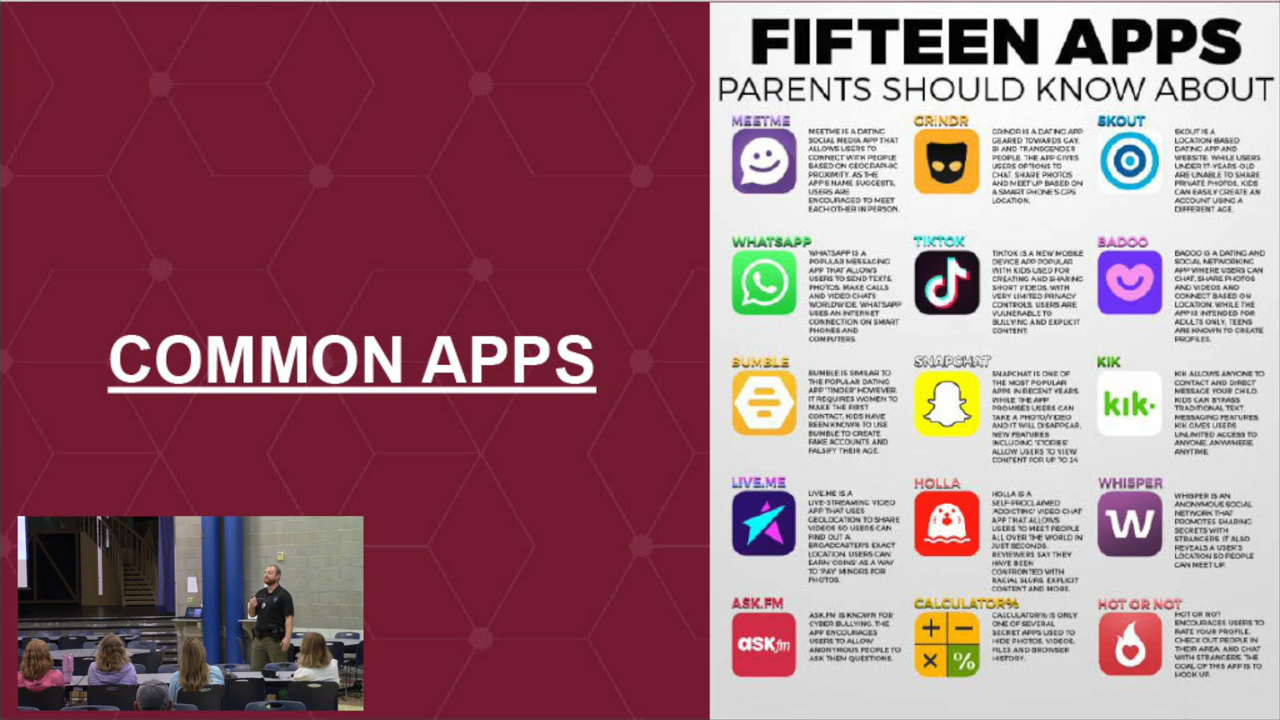 COMMON APPS
FIFTEEN APPS
PARENTS SHOULD KNOW ABOUT
MEETME
MEETME IS A DATING
SOCIAL MEDIA APP THAT
ALLOWS USERS TO
CONNECT WITH PEOPLE
BASED ON GEOGRAPHIC
PROXIMITY. AS THE
APP'S NAME SUGGESTS,
USERS ARE
ENCOURAGED TO MEET
EACH OTHER IN PERSON.
GRINDR
GRINDR IS A DATING APP
GEARED TOWARDS GAY,
BI AND TRANSGENDER
PEOPLE. THE APP GIVES
USERS OPTIONS TO
CHAT, SHARE PHOTOS
AND MEET UP BASED ON
A SMART PHONE'S GPS
LOCATION.
SKOUT
SKOUT IS A
LOCATION-BASED
DATING APP AND
WEBSITE. WHILE USERS
UNDER 17-YEARS-OLD
ARE UNABLE TO SHARE
PRIVATE PHOTOS, KIDS
CAN EASILY CREATE AN
ACCOUNT USING A
DIFFERENT AGE.
WHATSAPP
WHATSAPP IS A
POPULAR MESSAGING
APP THAT ALLOWS
USERS TO SEND TEXTS,
PHOTOS, MAKE CALLS
AND VIDEO CHATS
WORLDWIDE. WHATSAPP
USES AN INTERNET
CONNECTION ON SMART
PHONES AND
COMPUTERS.
TIKTOK
TIKTOK IS A NEW MOBILE
DEVICE APP POPULAR
WITH KIDS USED FOR
CREATING AND SHARING
SHORT VIDEOS. WITH
VERY LIMITED PRIVACY
CONTROLS, USERS ARE
VULNERABLE TO
BULLYING AND EXPLICIT
CONTENT.
BADOO
BADOO IS A DATING AND
SOCIAL NETWORKING
APP WHERE USERS CAN
CHAT, SHARE PHOTOS
AND VIDEOS AND
CONNECT BASED ON
LOCATION. WHILE THE
APP IS INTENDED FOR
ADULTS ONLY, TEENS
ARE KNOWN TO CREATE
PROFILES.
BUMBLE
BUMBLE IS SIMILAR TO
THE POPULAR DATING
APP 'TINDER' HOWEVER,
IT REQUIRES WOMEN TO
MAKE THE FIRST
CONTACT. KIDS HAVE
BEEN KNOWN TO USE
BUMBLE TO CREATE
FAKE ACCOUNTS AND
FALSIFY THEIR AGE.
SNAPCHAT
SNAPCHAT IS ONE OF
THE MOST POPULAR
APPS IN RECENT YEARS.
WHILE THE APP
PROMISES USERS CAN
TAKE A PHOTO/VIDEO
AND IT WILL DISAPPEAR,
NEW FEATURES
INCLUDING 'STORIES'
ALLOW USERS TO VIEW
CONTENT FOR UP TO 24
KIK
kik
KIK ALLOWS ANYONE TO
CONTACT AND DIRECT
MESSAGE YOUR CHILD.
KIDS CAN BYPASS
TRADITIONAL TEXT
MESSAGING FEATURES.
KIK GIVES USERS
UNLIMITED ACCESS TO
ANYONE, ANYWHERE,
ANYTIME.
LIVE.ME
LIVE.ME IS A
LIVE-STREAMING VIDEO
APP THAT USES
GEOLOCATION TO SHARE
VIDEOS SO USERS CAN
FIND OUT A
BROADCASTER'S EXACT
LOCATION. USERS CAN
EARN 'COINS' AS A WAY
TO 'PAY' MINORS FOR
PHOTOS.
HOLLA
HOLLA IS A
SELF-PROCLAIMED
'ADDICTING' VIDEO CHAT
APP THAT ALLOWS
USERS TO MEET PEOPLE
ALL OVER THE WORLD IN
JUST SECONDS.
REVIEWERS SAY THEY
HAVE BEEN
CONFRONTED WITH
RACIAL SLURS, EXPLICIT
CONTENT AND MORE.
WHISPER
W
WHISPER IS AN
ANONYMOUS SOCIAL
NETWORK THAT
PROMOTES SHARING
SECRETS WITH
STRANGERS. IT ALSO
REVEALS A USER'S
LOCATION SO PEOPLE
CAN MEET UP.
ASK.FM
ASKfm
ASK.FM IS KNOWN FOR
CYBER BULLYING. THE
APP ENCOURAGES
USERS TO ALLOW
ANONYMOUS PEOPLE TO
ASK THEM QUESTIONS.
CALCULATOR%
+ −
× %
CALCULATOR% IS ONLY
ONE OF SEVERAL
SECRET APPS USED TO
HIDE PHOTOS, VIDEOS,
FILES AND BROWSER
HISTORY.
HOT OR NOT
HOT OR NOT
ENCOURAGES USERS TO
RATE YOUR PROFILE,
CHECK OUT PEOPLE IN
THEIR AREA, AND CHAT
WITH STRANGERS. THE
GOAL OF THIS APP IS TO
HOOK UP.